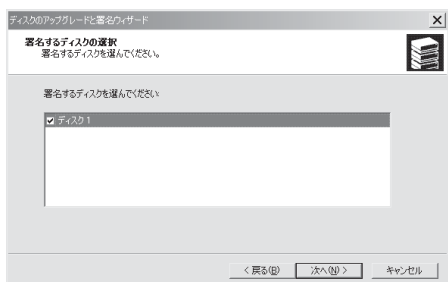 ディスクのアップグレードと署名ウィザード
署名するディスクの選択
署名するディスクを選んでください。
署名するディスクを選んでください:
ディスク 1
< 戻る(B)
次へ(N) >
キャンセル